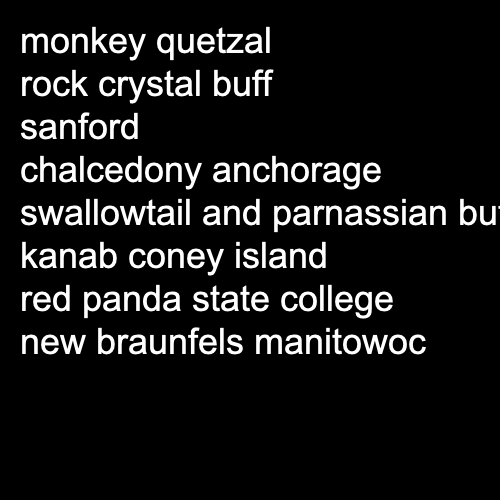 monkey quetzal
rock crystal buff
sanford
chalcedony anchorage
swallowtail and parnassian
kanab coney island
red panda state college
new braunfels manitowoc